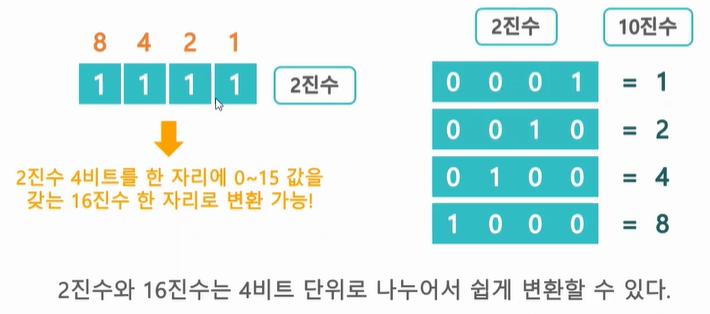 8 4 2 1
1 1 1 1 2진수
2진수 4비트를 한 자리에 0~15 값을
갖는 16진수 한 자리로 변환 가능!
2진수 10진수
0 0 0 1 = 1
0 0 1 0 = 2
0 1 0 0 = 4
1 0 0 0 = 8
2진수와 16진수는 4비트 단위로 나누어서 쉽게 변환할 수 있다.